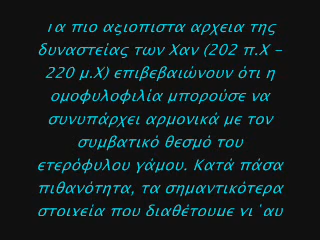 Τα πιο αξιόπιστα αρχεία της
δυναστείας των Χαν (202 π.Χ -
220 μ.Χ) επιβεβαιώνουν ότι η
ομοφυλοφιλία μπορούσε να
συνυπάρχει αρμονικά με τον
συμβατικό θεσμό του
ετερόφυλου γάμου. Κατά πάσα
πιθανότητα, τα σημαντικότερα
στοιχεία που διαθέτουμε γι΄αυ